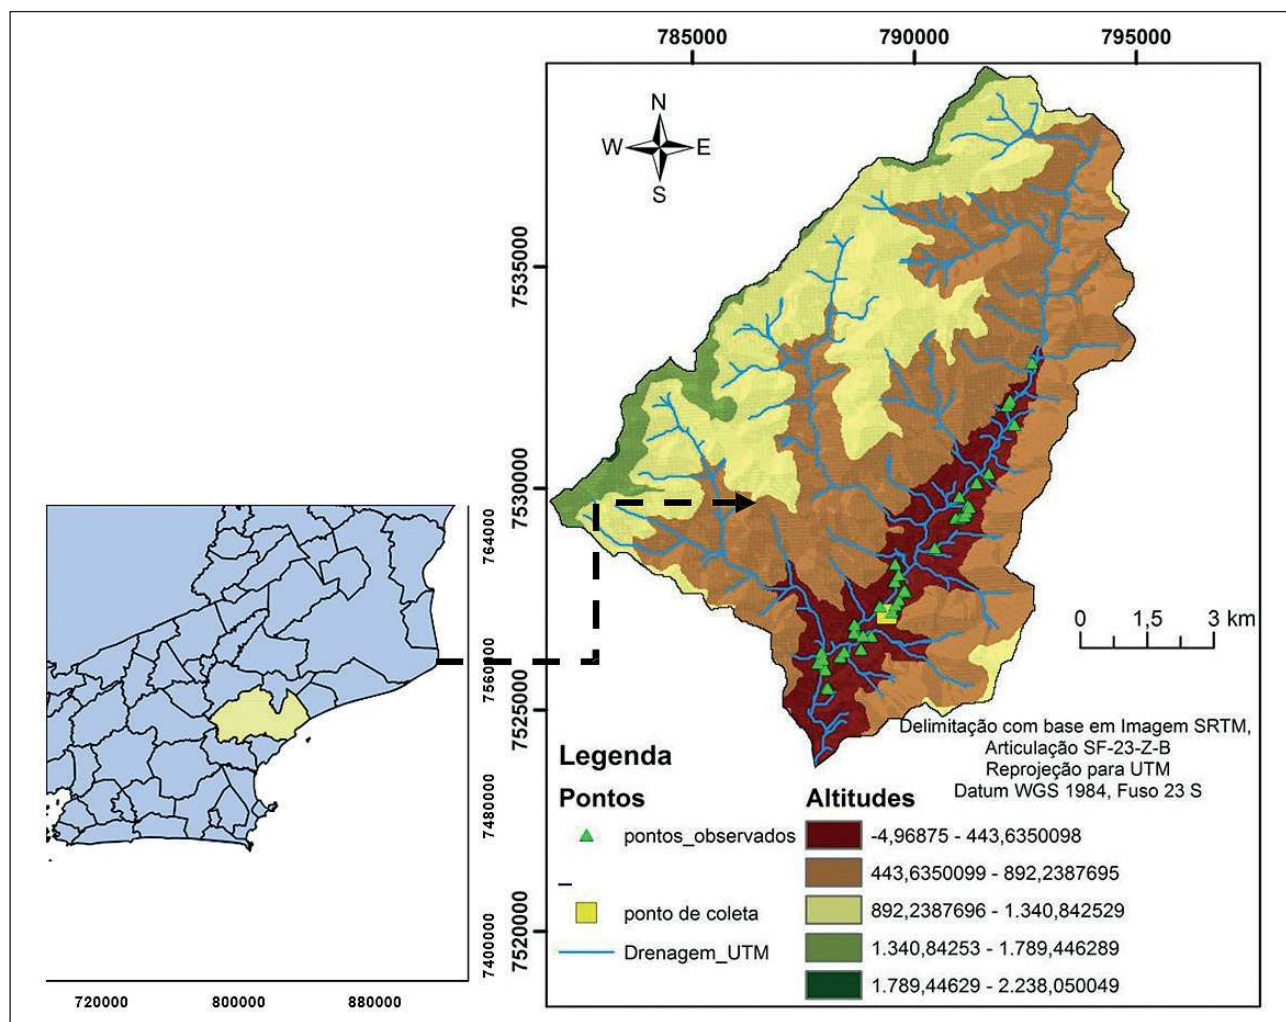 785000 790000 795000
N
W E
S
7535000
7530000
7525000
7520000
0 1,5 3 km
764000
7560000
7480000
7400000
720000 800000 880000
Delimitação com base em Imagem SRTM,
Articulação SF-23-Z-B
Reprojeção para UTM
Datum WGS 1984, Fuso 23 S
Legenda
Pontos
pontos_observados
ponto de coleta
Drenagem_UTM
Altitudes
-4,96875 - 443,6350098
443,6350099 - 892,2387695
892,2387696 - 1.340,842529
1.340,84253 - 1.789,446289
1.789,44629 - 2.238,050049